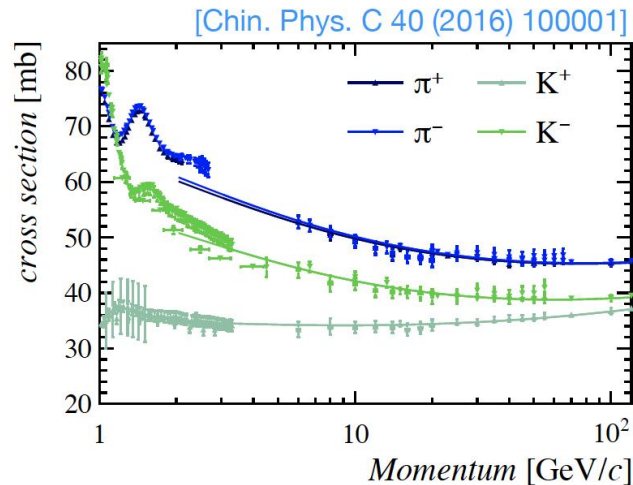 [Chin. Phys. C 40 (2016) 100001]
cross section [mb]
80
70
60
50
40
30
20
π⁺ K⁺
π⁻ K⁻
1 10 10²
Momentum [GeV/c]